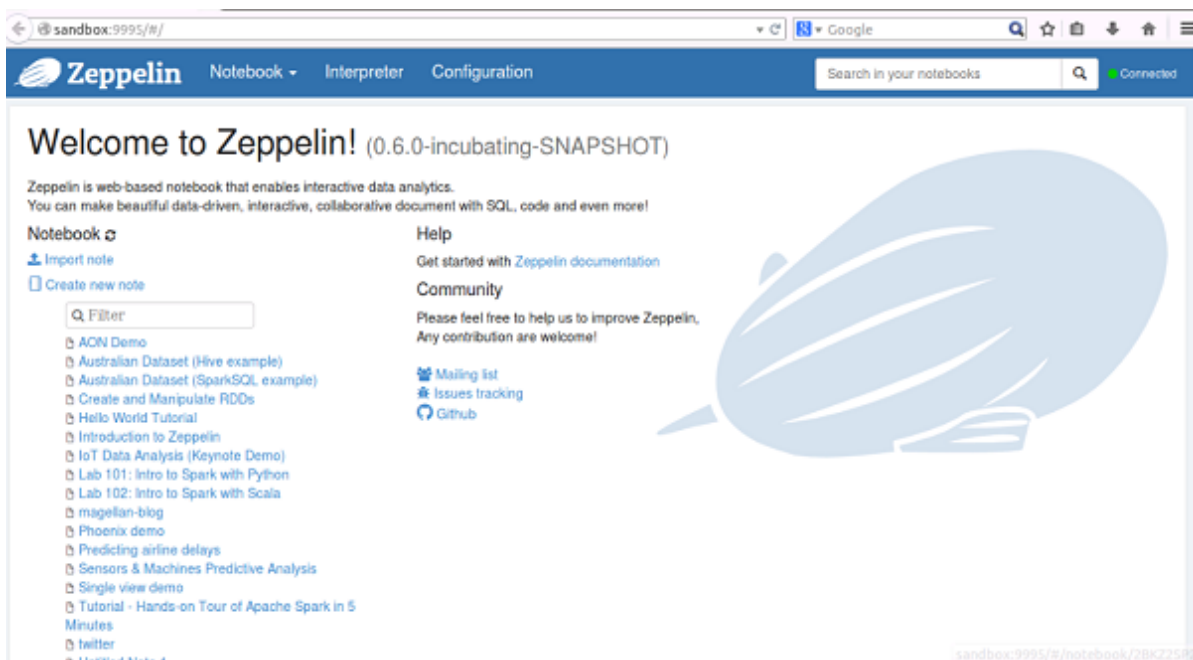 sandbox:9995/#/
Google
Zeppelin
Notebook
Interpreter
Configuration
Search in your notebooks
Connected
Welcome to Zeppelin! (0.6.0-incubating-SNAPSHOT)
Zeppelin is web-based notebook that enables interactive data analytics.
You can make beautiful data-driven, interactive, collaborative document with SQL, code and even more!
Notebook
Import note
Create new note
Filter
AON Demo
Australian Dataset (Hive example)
Australian Dataset (SparkSQL example)
Create and Manipulate RDDs
Hello World Tutorial
Introduction to Zeppelin
IoT Data Analysis (Keynote Demo)
Lab 101: Intro to Spark with Python
Lab 102: Intro to Spark with Scala
magellan-blog
Phoenix demo
Predicting airline delays
Sensors & Machines Predictive Analysis
Single view demo
Tutorial - Hands-on Tour of Apache Spark in 5
Minutes
twitter
Help
Get started with Zeppelin documentation
Community
Please feel free to help us to improve Zeppelin,
Any contribution are welcome!
Mailing list
Issues tracking
Github